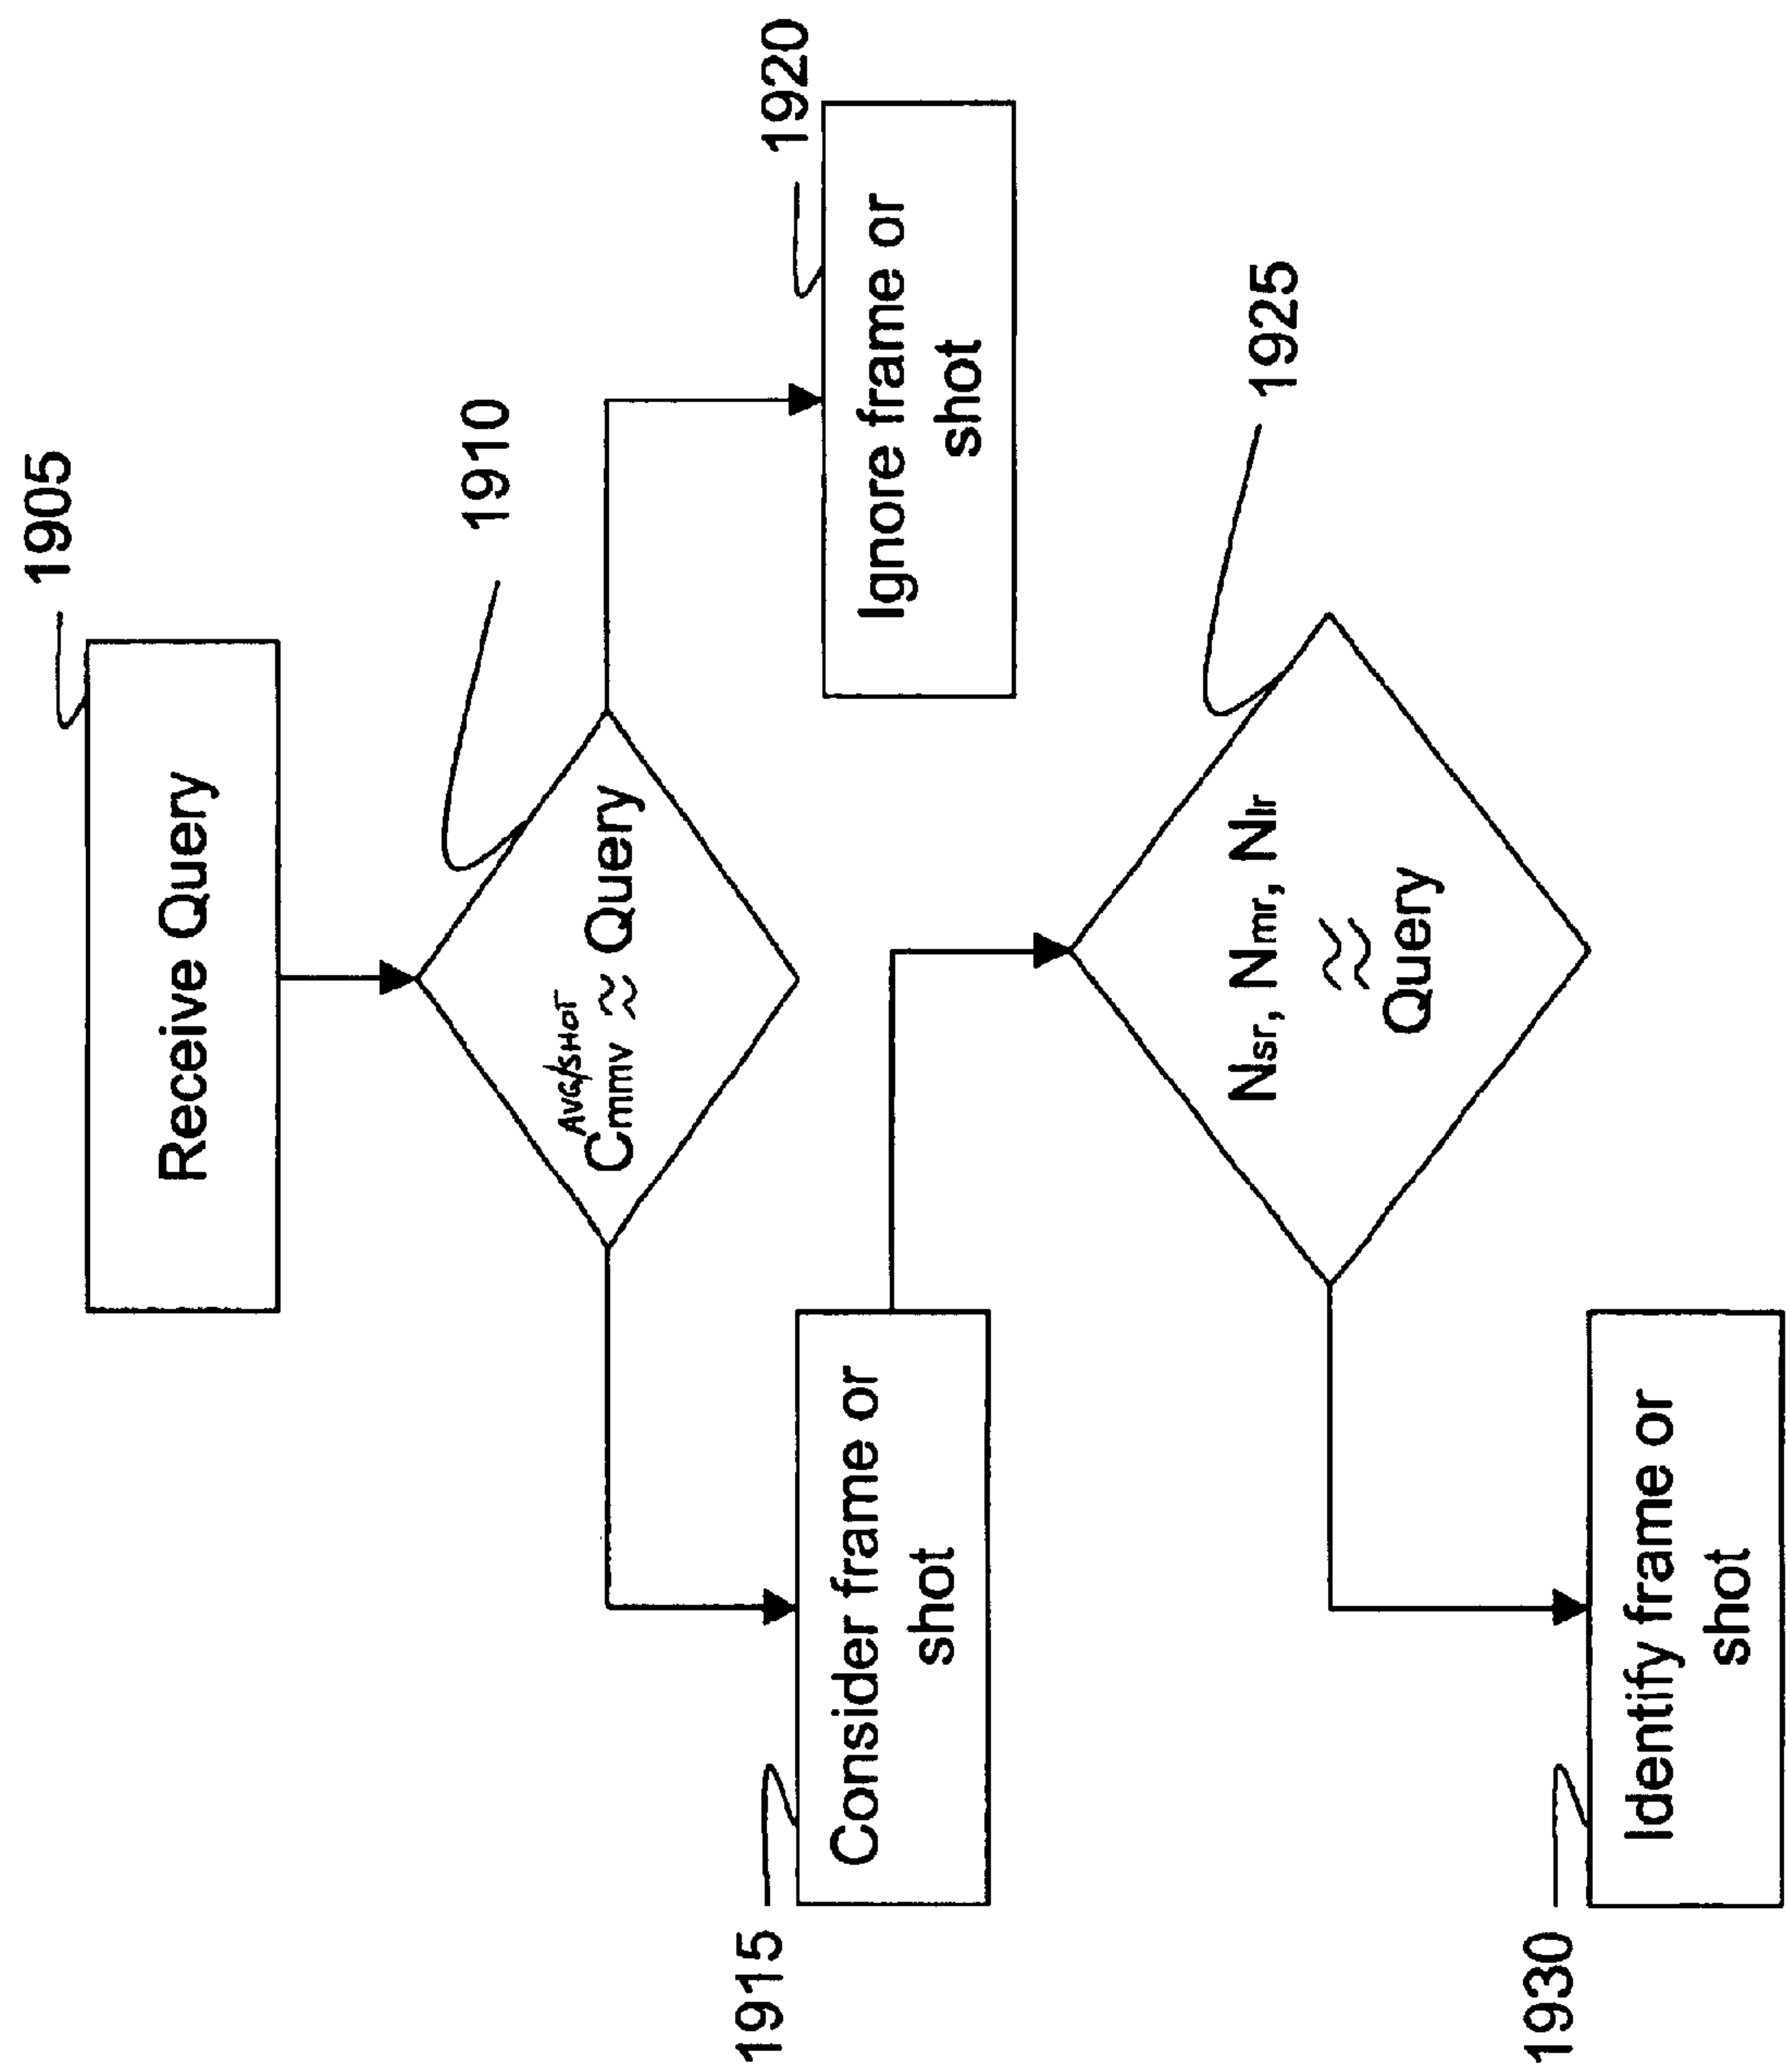 1905
Receive Query
1910
AVG/SHOT
Cmmv ≈ Query
1915
Consider frame or
shot
1920
Ignore frame or
shot
1925
Nsr, Nmr, Nlr
≈
Query
1930
Identify frame or
shot